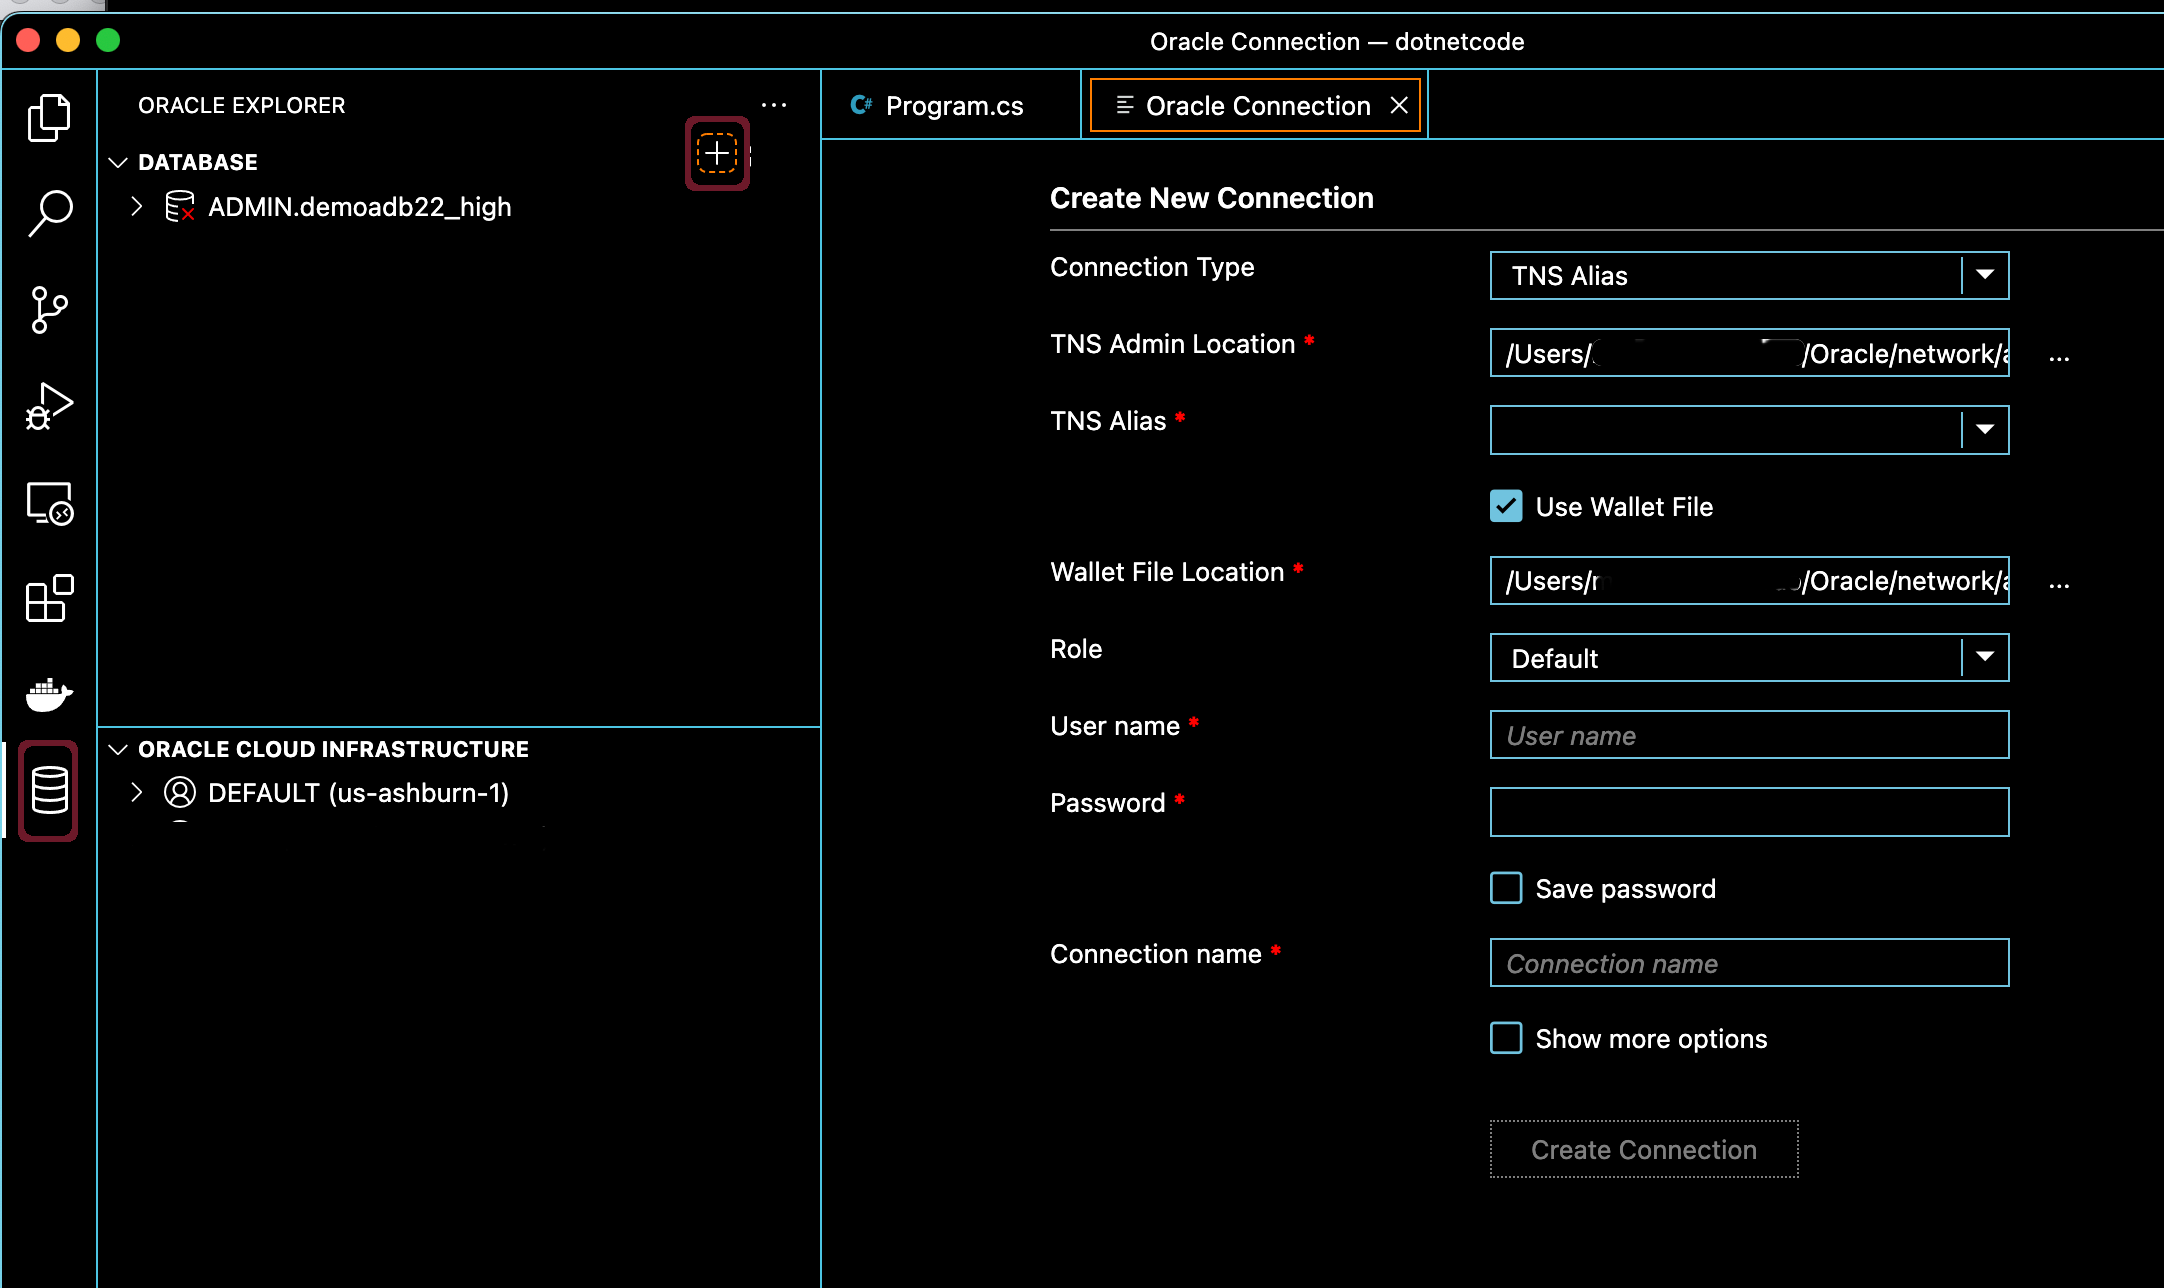 Oracle Connection — dotnetcode
ORACLE EXPLORER
DATABASE
ADMIN.demoadb22_high
ORACLE CLOUD INFRASTRUCTURE
DEFAULT (us-ashburn-1)
C# Program.cs
Oracle Connection
Create New Connection
Connection Type
TNS Alias
TNS Admin Location *
/Users/ /Oracle/network/
...
TNS Alias *
Use Wallet File
Wallet File Location *
/Users/ /Oracle/network/
...
Role
Default
User name *
User name
Password *
Save password
Connection name *
Connection name
Show more options
Create Connection